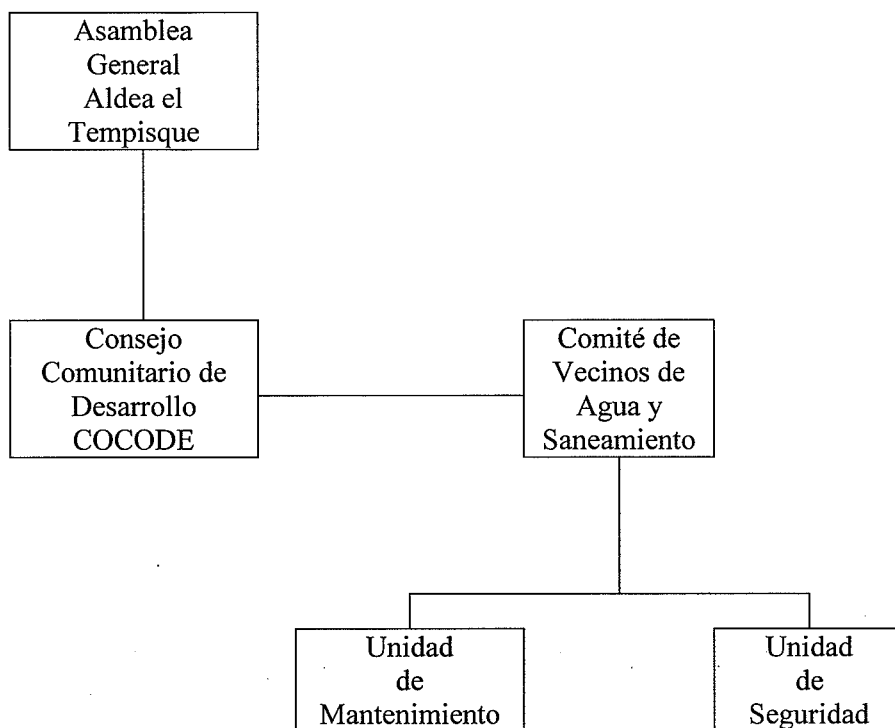 Asamblea
General
Aldea el
Tempisque
Consejo
Comunitario de
Desarrollo
COCODE
Comité de
Vecinos de
Agua y
Saneamiento
Unidad
de
Mantenimiento
Unidad
de
Seguridad